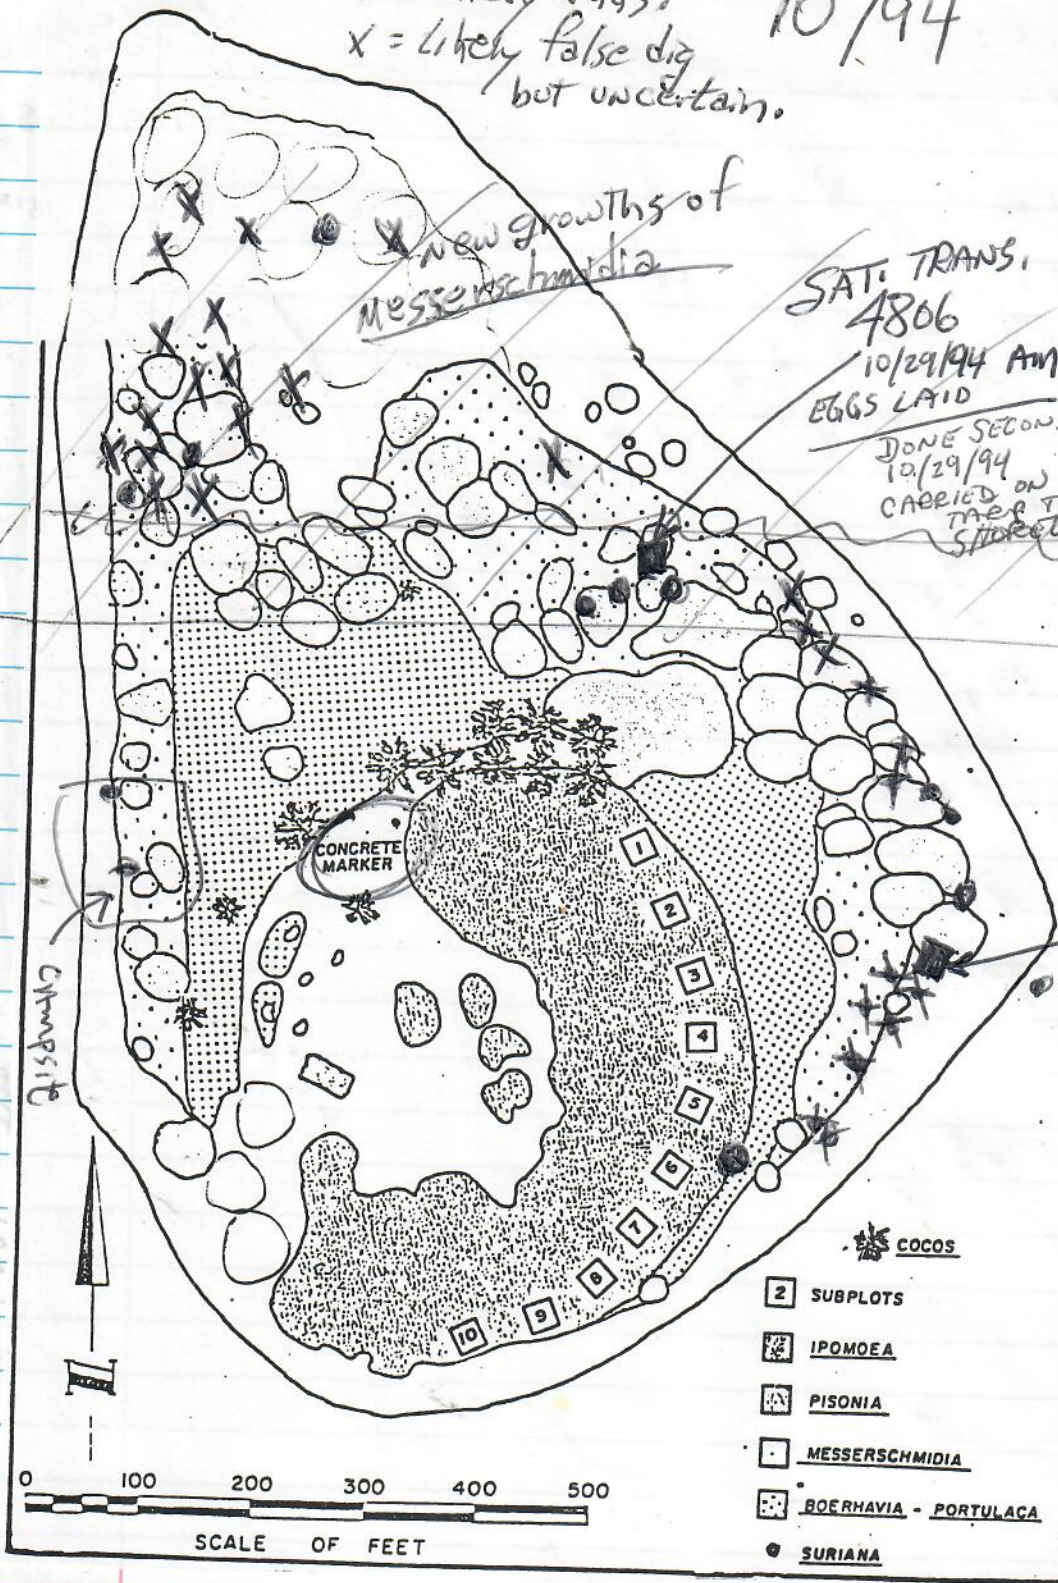 10/94
x = Likely false dig
but uncertain.
New growths of
Messerschmidia
SAT. TRANS.
4806
10/29/94 AM
EGGS LAID
DONE SECON
10/29/94
CARRIED ON
TARP
CONCRETE
MARKER
1
2
3
4
5
6
7
8
9
10
N
COCOS
2 SUBPLOTS
IPOMOEA
PISONIA
MESSERSCHMIDIA
BOERHAVIA - PORTULACA
SURIANA
0 100 200 300 400 500
SCALE OF FEET